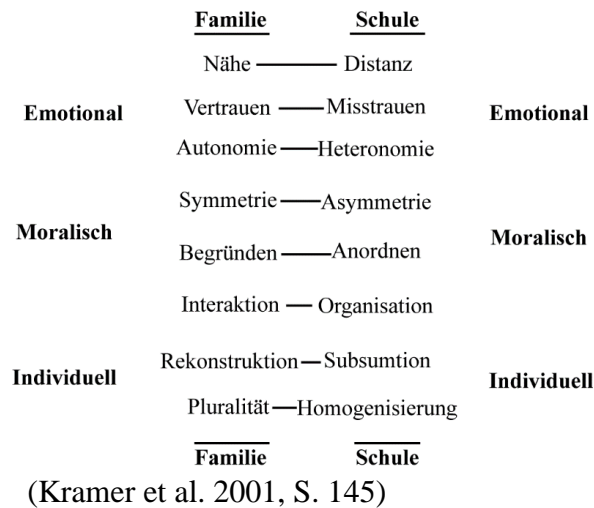 Familie Schule
Nähe Distanz
Emotional Vertrauen Misstrauen Emotional
Autonomie Heteronomie
Symmetrie Asymmetrie
Moralisch Moralisch
Begründen Anordnen
Interaktion Organisation
Rekonstruktion Subsumtion
Individuell Individuell
Pluralität Homogenisierung
Familie Schule
(Kramer et al. 2001, S. 145)